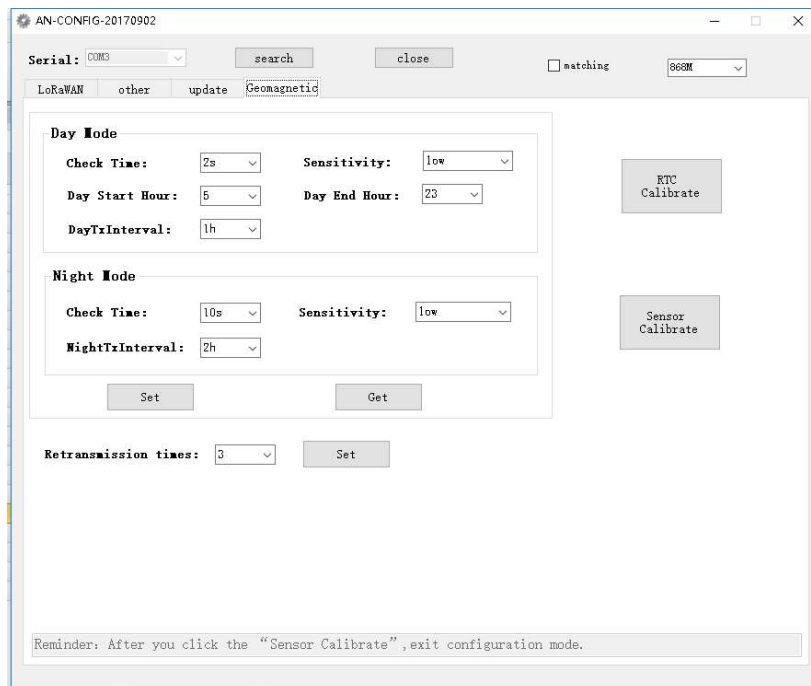 AN-CONFIG-20170902
Serial: COM3 search close matching 868M
LoRaWAN other update Geomagnetic
Day Mode
Check Time: 2s Sensitivity: low
Day Start Hour: 5 Day End Hour: 23
DayTxInterval: 1h
RTC
Calibrate
Night Mode
Check Time: 10s Sensitivity: low
NightTxInterval: 2h
Sensor
Calibrate
Set Get
Retransmission times: 3 Set
Reminder: After you click the “Sensor Calibrate”,exit configuration mode.